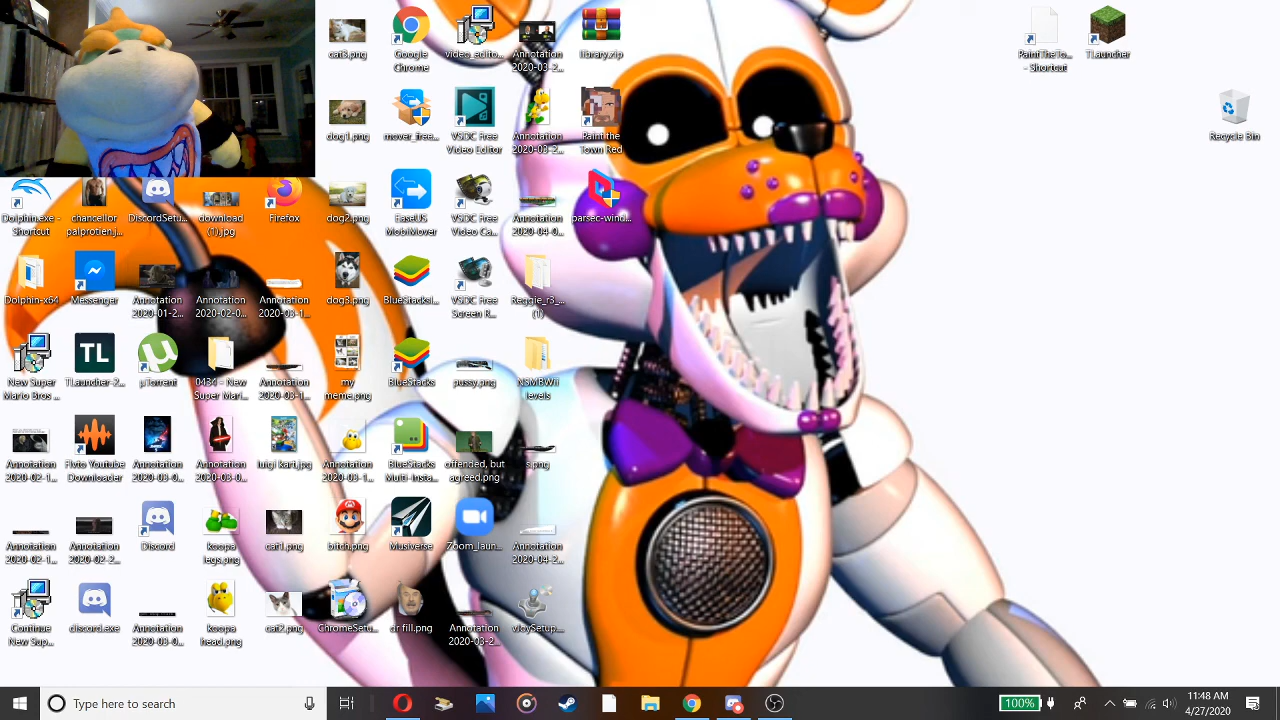 cat3.png
Google
Chrome
video_edito...
Annotation
2020-03-2...
library.zip
PaintTheTo...
- Shortcut
TLauncher
dog1.png
mover_free...
VSDC Free
Video Editor
Annotation
2020-03-2...
Paint the
Town Red
Recycle Bin
Dolphin.exe -
Shortcut
chancellor
palprotien.j...
DiscordSetu...
download
(1).jpg
Firefox
dog2.png
EaseUS
MobiMover
VSDC Free
Video Ca...
Annotation
2020-04-0...
parsec-wind...
Dolphin-x64
Messenger
Annotation
2020-01-2...
Annotation
2020-02-0...
Annotation
2020-03-1...
dog3.png
BlueStacksI...
VSDC Free
Screen R...
Reggie_r3_...
(1)
New Super
Mario Bros ...
TL
TLauncher-2...
µTorrent
0434 - New
Super Mari...
Annotation
2020-03-1...
my
meme.png
BlueStacks
pussy.png
NSMBWii
levels
Annotation
2020-02-1...
Flvto Youtube
Downloader
Annotation
2020-03-0...
Annotation
2020-03-0...
luigi kart.jpg
Annotation
2020-03-1...
BlueStacks
Multi-Insta...
offended, but
agreed.png
s.png
Annotation
2020-02-1...
Annotation
2020-02-2...
Discord
koopa
legs.png
cat1.png
bitch.png
Musiverse
Zoom_laun...
Annotation
2020-04-2...
Continue
New Sup...
discord.exe
Annotation
2020-03-0...
koopa
head.png
cat2.png
ChromeSetu...
dr fill.png
Annotation
2020-03-2...
vJoySetup....
Type here to search
100%
11:48 AM
4/27/2020